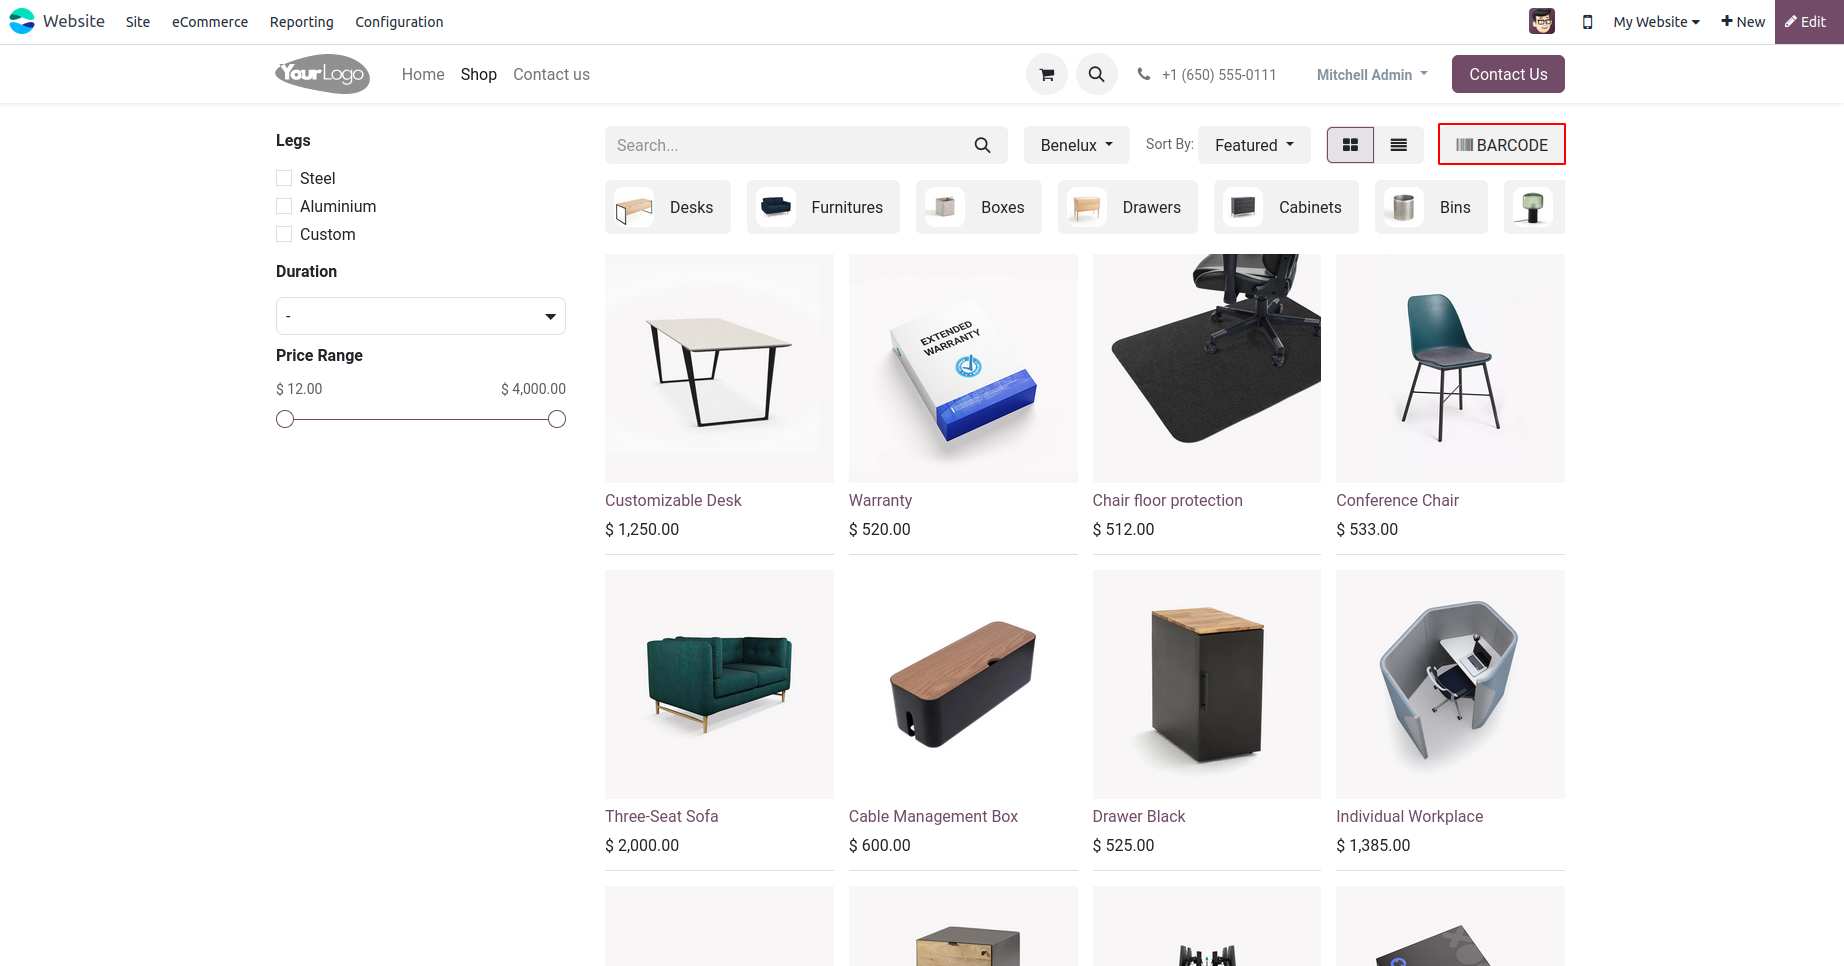 Website Site eCommerce Reporting Configuration My Website New Edit
YourLogo Home Shop Contact us +1 (650) 555-0111 Mitchell Admin Contact Us
Legs
Steel
Aluminium
Custom
Duration
-
Price Range
$ 12.00 $ 4,000.00
Search... Benelux Sort By: Featured BARCODE
Desks Furnitures Boxes Drawers Cabinets Bins
EXTENDED
WARRANTY
Customizable Desk Warranty Chair floor protection Conference Chair
$ 1,250.00 $ 520.00 $ 512.00 $ 533.00
Three-Seat Sofa Cable Management Box Drawer Black Individual Workplace
$ 2,000.00 $ 600.00 $ 525.00 $ 1,385.00